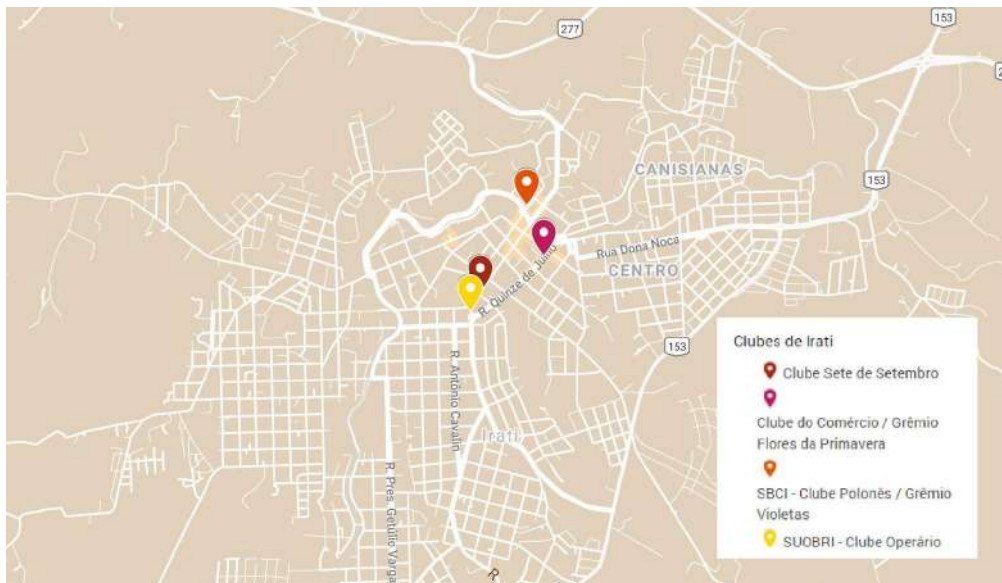 153
277
2
CANISIANAS
153
Rua Dona Noca
CENTRO
R. Quinze de Julho
153
R. Antônio Cavalin
Irati
R. Pres. Getúlio Varga
R.
Clubes de Irati
Clube Sete de Setembro
Clube do Comércio / Grêmio
Flores da Primavera
SBCI - Clube Polonês / Grêmio
Violetas
SUOBRI - Clube Operário